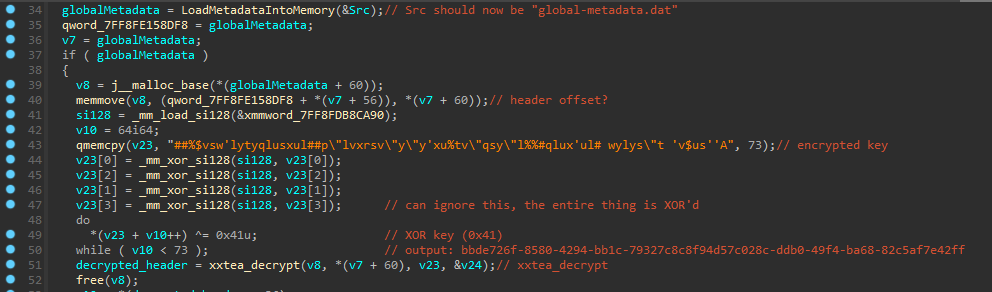 34 globalMetadata = LoadMetadataIntoMemory(&Src);// Src should now be "global-metadata.dat"
35 qword_7FF8FE158DF8 = globalMetadata;
36 v7 = globalMetadata;
37 if ( globalMetadata )
38 {
39 v8 = j__malloc_base(*(globalMetadata + 60));
40 memmove(v8, (qword_7FF8FE158DF8 + *(v7 + 56)), *(v7 + 60));// header offset?
41 si128 = _mm_load_si128(&xmmword_7FF8FDB8CA90);
42 v10 = 64i64;
43 qmemcpy(v23, "##%$vsw'lytyqlusxul##p\"lvxrsv\"y\"y'xu%tv\"qsy\"l%%#qlux'ul# wylys\"t 'v$us''A", 73);// encrypted key
44 v23[0] = _mm_xor_si128(si128, v23[0]);
45 v23[2] = _mm_xor_si128(si128, v23[2]);
46 v23[1] = _mm_xor_si128(si128, v23[1]);
47 v23[3] = _mm_xor_si128(si128, v23[3]); // can ignore this, the entire thing is XOR'd
48 do
49 *(v23 + v10++) ^= 0x41u; // XOR key (0x41)
50 while ( v10 < 73 ); // output: bbde726f-8580-4294-bb1c-79327c8c8f94d57c028c-ddb0-49f4-ba68-82c5af7e42ff
51 decrypted_header = xxtea_decrypt(v8, *(v7 + 60), v23, &v24);// xxtea_decrypt
52 free(v8);